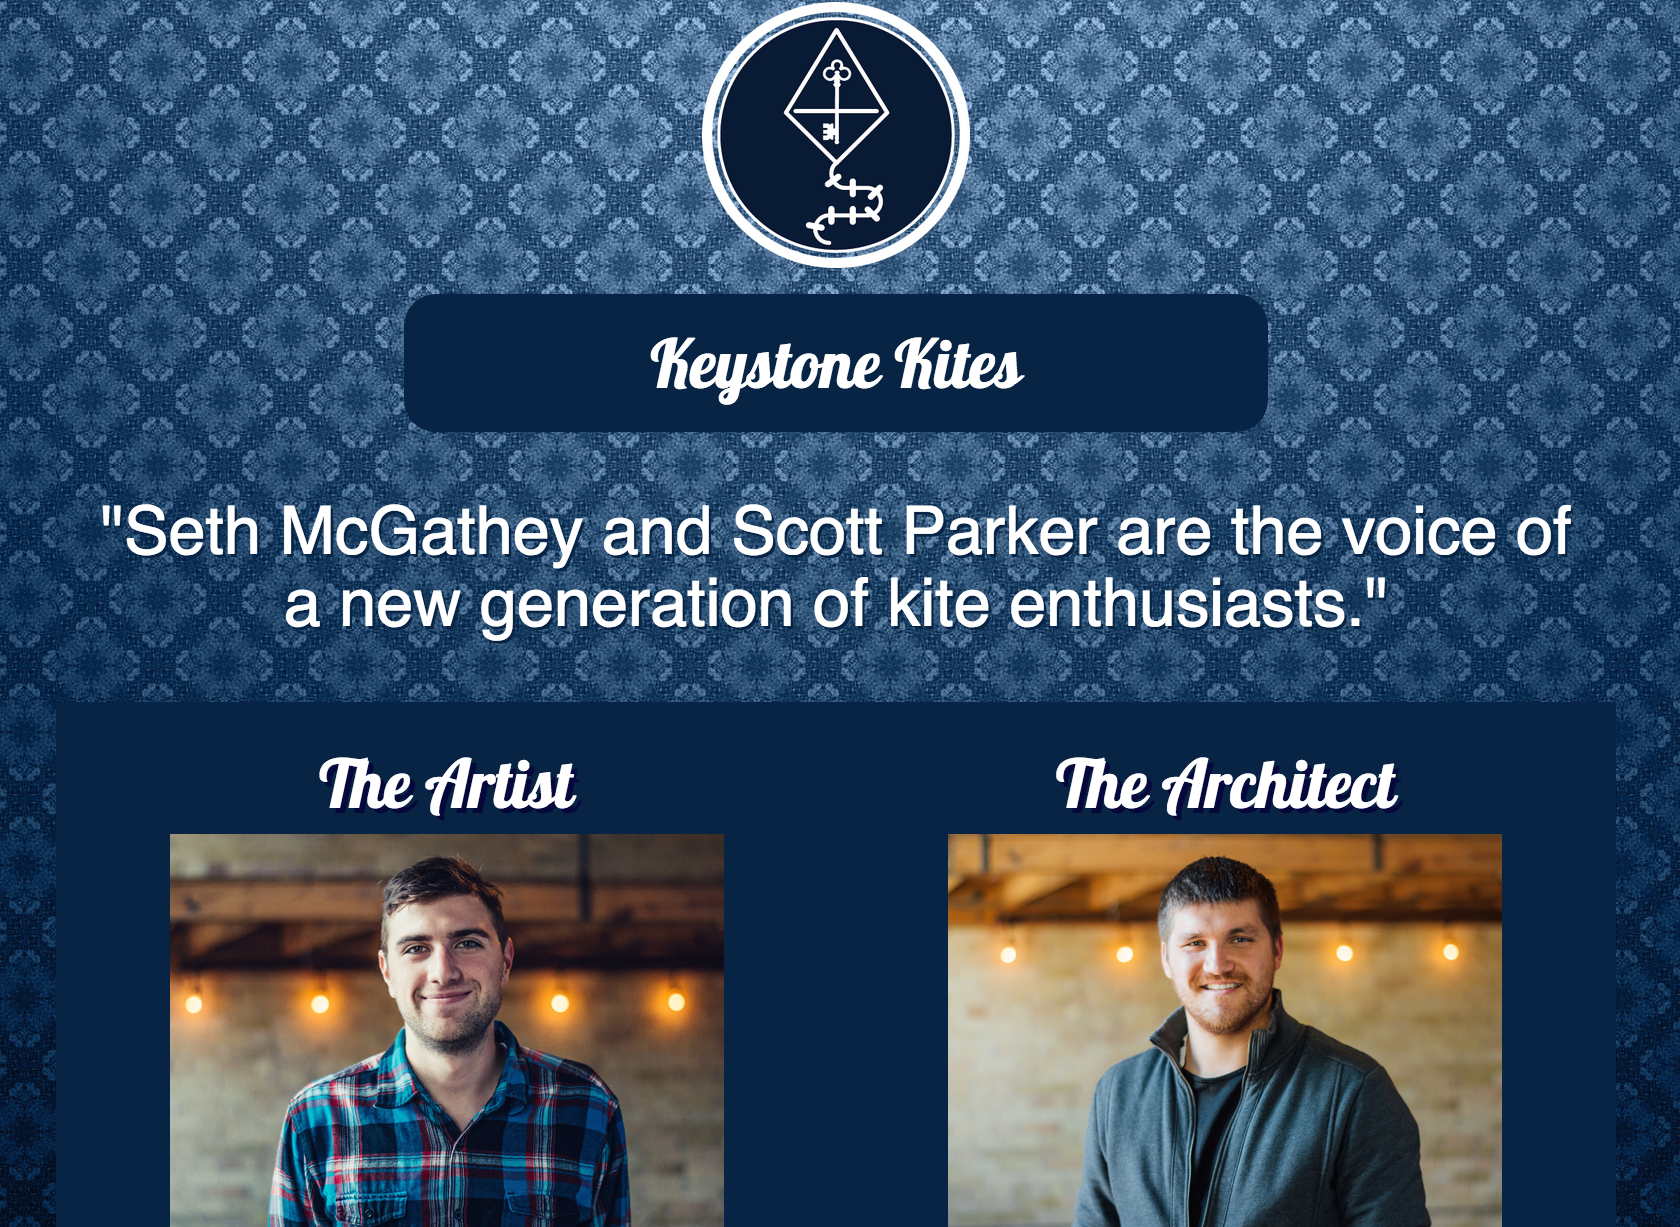 Keystone Kites
"Seth McGathey and Scott Parker are the voice of
a new generation of kite enthusiasts."
The Artist
The Architect